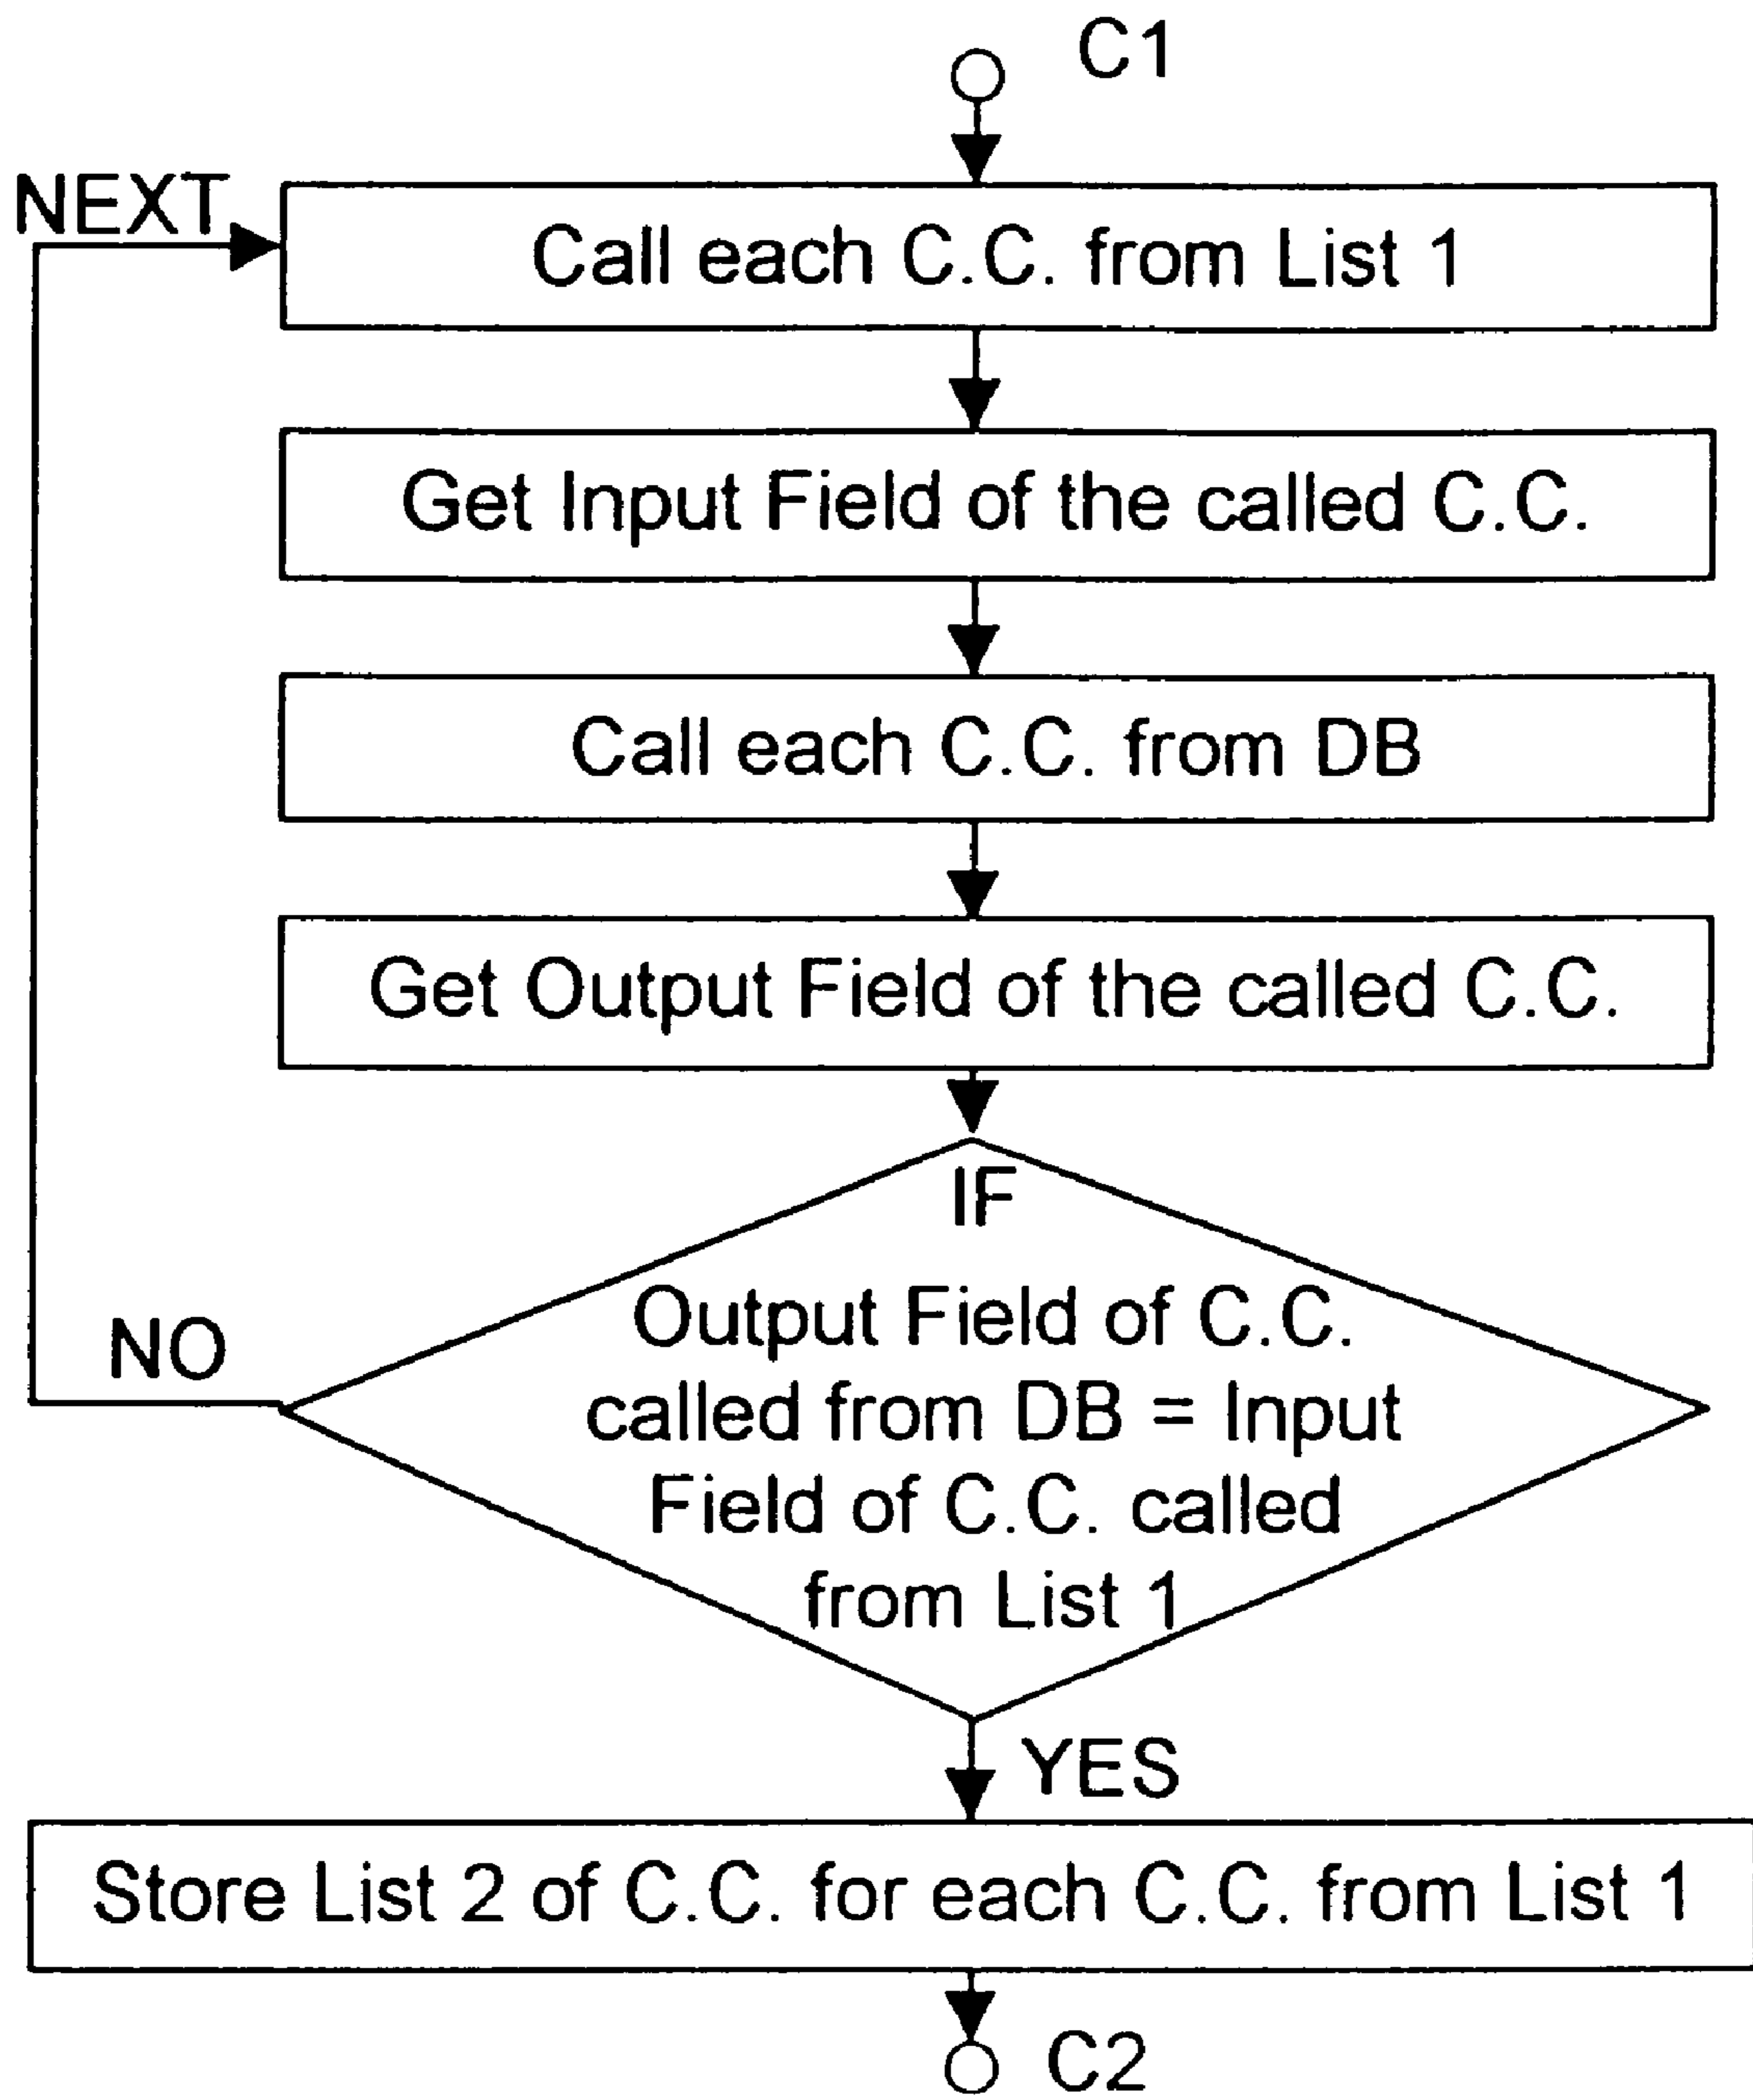 C1
NEXT
Call each C.C. from List 1
Get Input Field of the called C.C.
Call each C.C. from DB
Get Output Field of the called C.C.
IF
Output Field of C.C.
called from DB = Input
Field of C.C. called
from List 1
NO
YES
Store List 2 of C.C. for each C.C. from List 1
C2